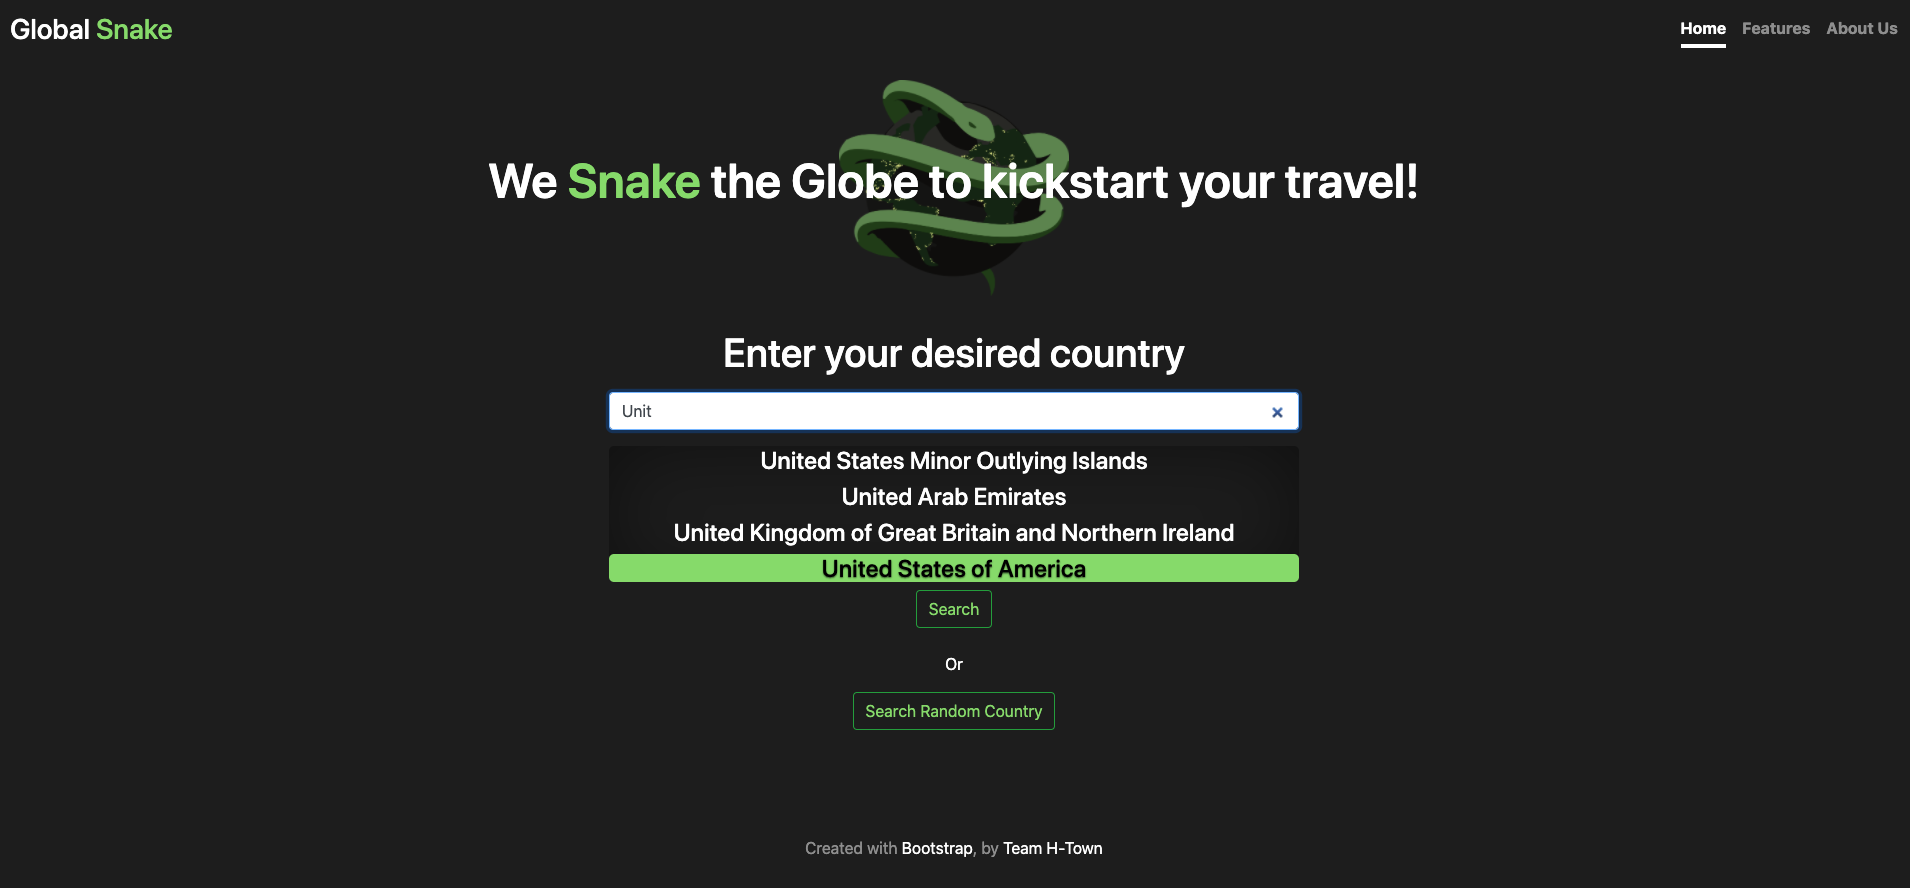 Global Snake
Home Features About Us
We Snake the Globe to kickstart your travel!
Enter your desired country
Unit
United States Minor Outlying Islands
United Arab Emirates
United Kingdom of Great Britain and Northern Ireland
United States of America
Search
Or
Search Random Country
Created with Bootstrap, by Team H-Town